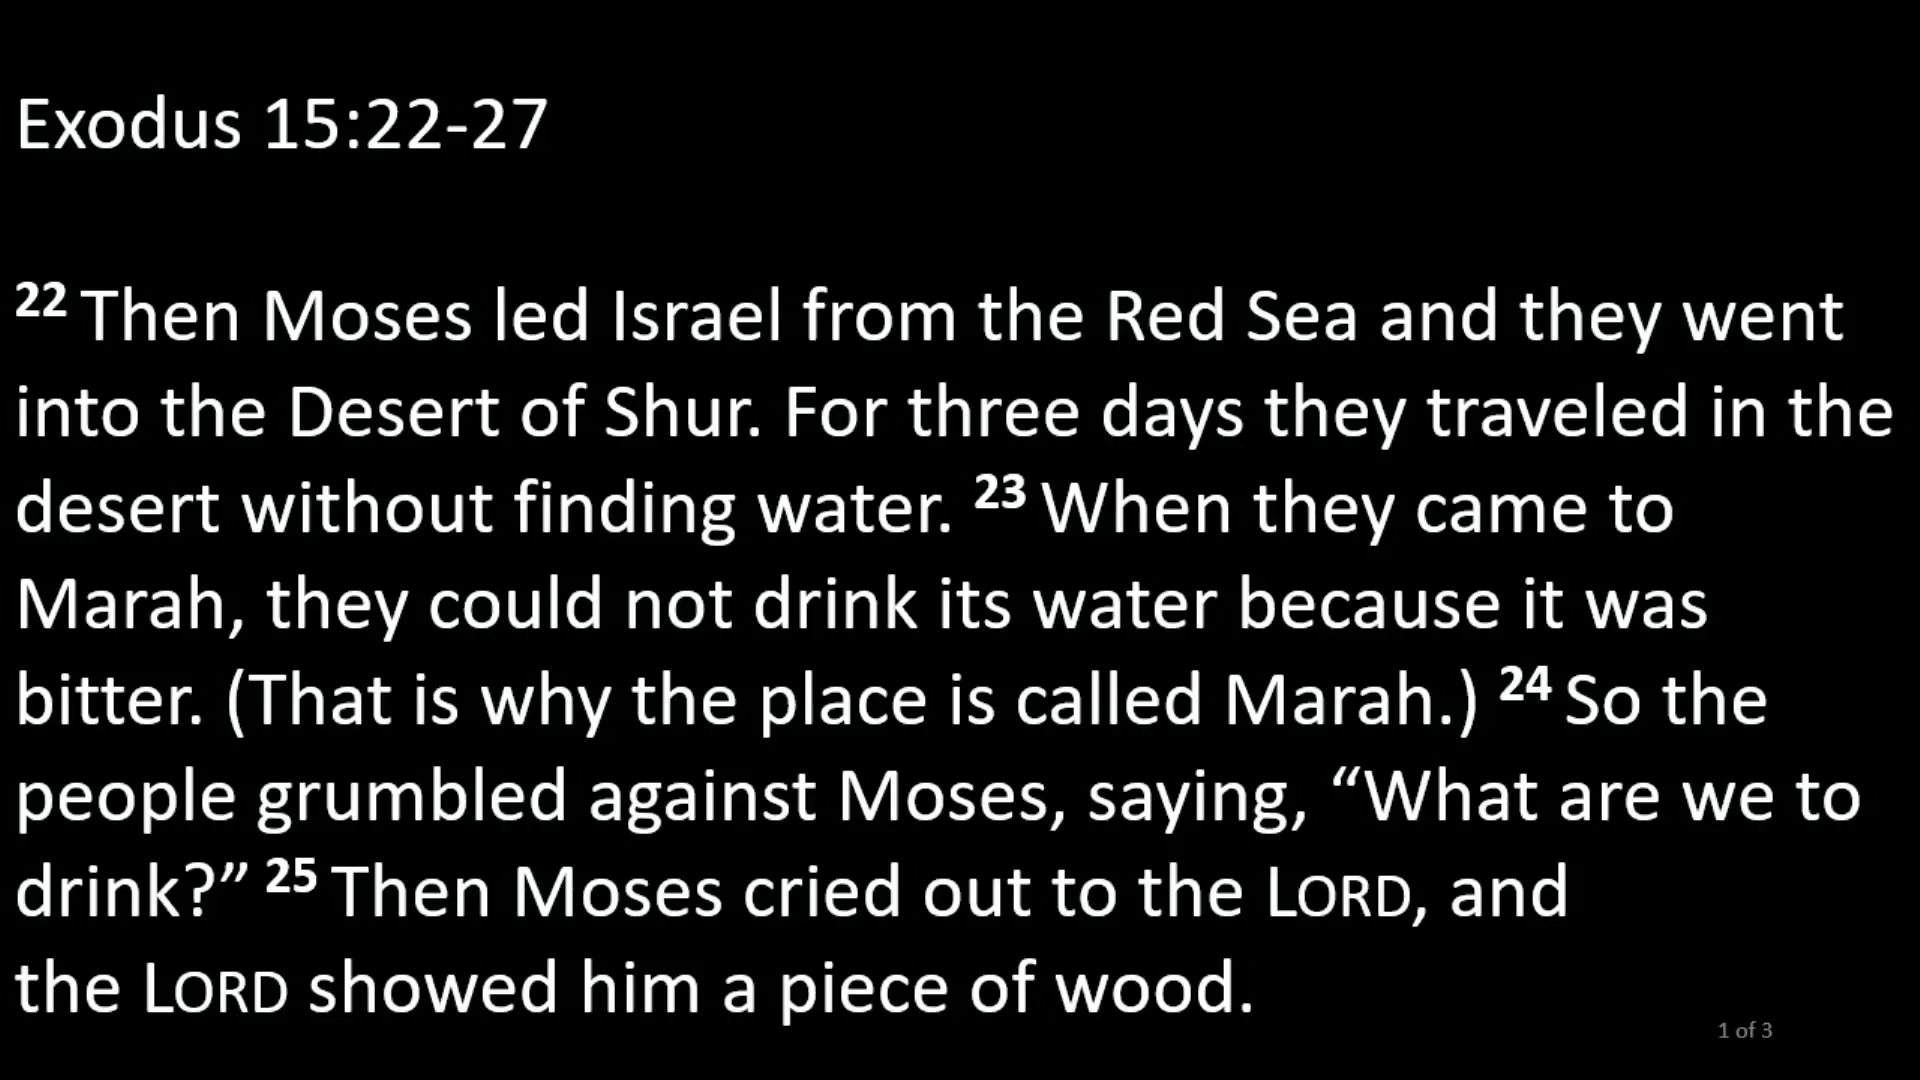 Exodus 15:22-27
22 Then Moses led Israel from the Red Sea and they went
into the Desert of Shur. For three days they traveled in the
desert without finding water. 23 When they came to
Marah, they could not drink its water because it was
bitter. (That is why the place is called Marah.) 24 So the
people grumbled against Moses, saying, “What are we to
drink?” 25 Then Moses cried out to the LORD, and
the LORD showed him a piece of wood.
1 of 3